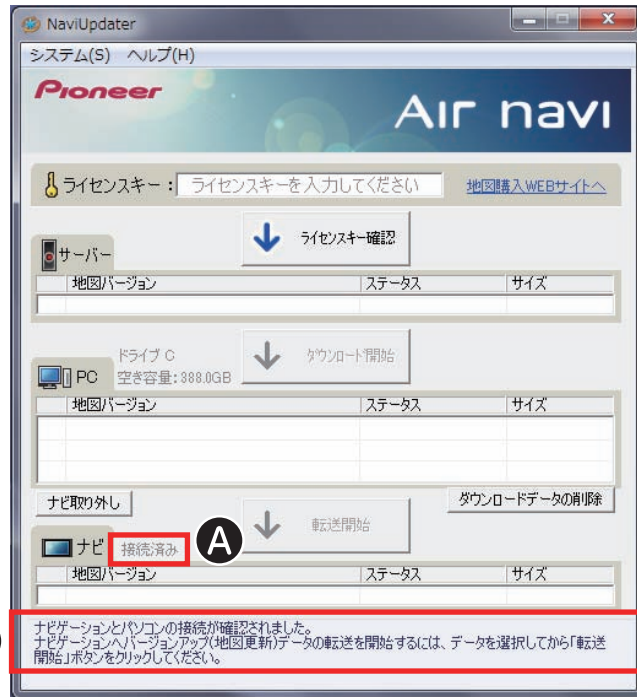 NaviUpdater
システム(S) ヘルプ(H)
Pioneer
AIr navi
ライセンスキー： ライセンスキーを入力してください 地図購入WEBサイトへ
ライセンスキー確認
サーバー
地図バージョン ステータス サイズ
ドライブ C
ダウンロード開始
PC 空き容量：388.0GB
地図バージョン ステータス サイズ
ナビ取り外し ダウンロードデータの削除
転送開始
ナビ 接続済み A
地図バージョン ステータス サイズ
ナビゲーションとパソコンの接続が確認されました。
ナビゲーションへバージョンアップ(地図更新)データの転送を開始するには、データを選択してから「転送
開始」ボタンをクリックしてください。